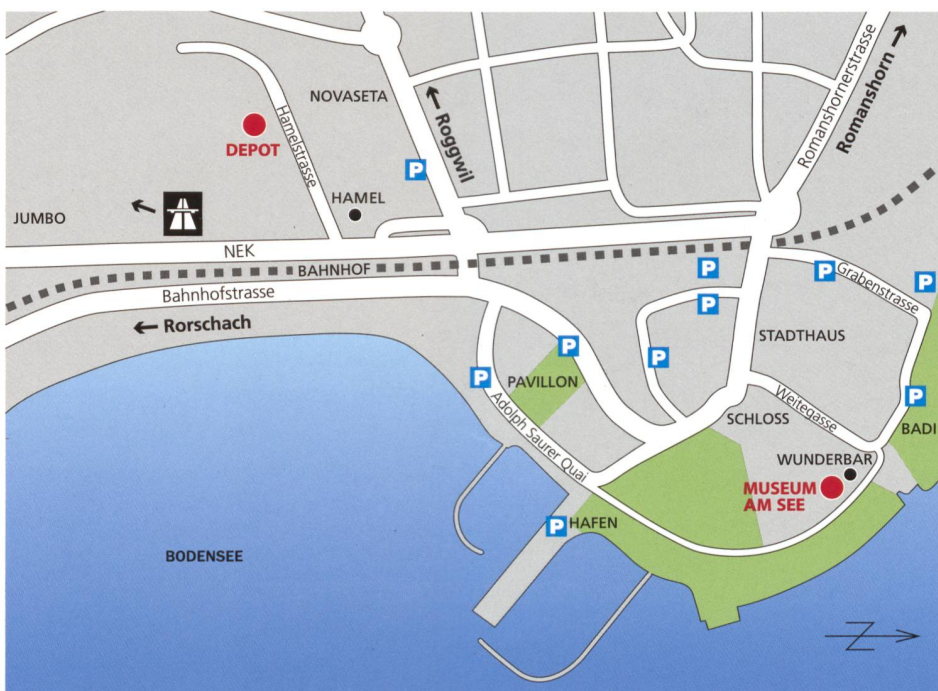 NOVASETA
Roggwil
Romanshornerstrasse
Romanshorn
DEPOT
Hamelstrasse
P
HAMEL
JUMBO
NEK
BAHNHOF
Bahnhofstrasse
Rorschach
P
P
P
Grabenstrasse
P
STADTHAUS
P
P
P
PAVILLON
P
BADI
Adolph Saurer Quai
SCHLOSS
Weitegasse
WUNDERBAR
MUSEUM
AM SEE
P
HAFEN
BODENSEE
N